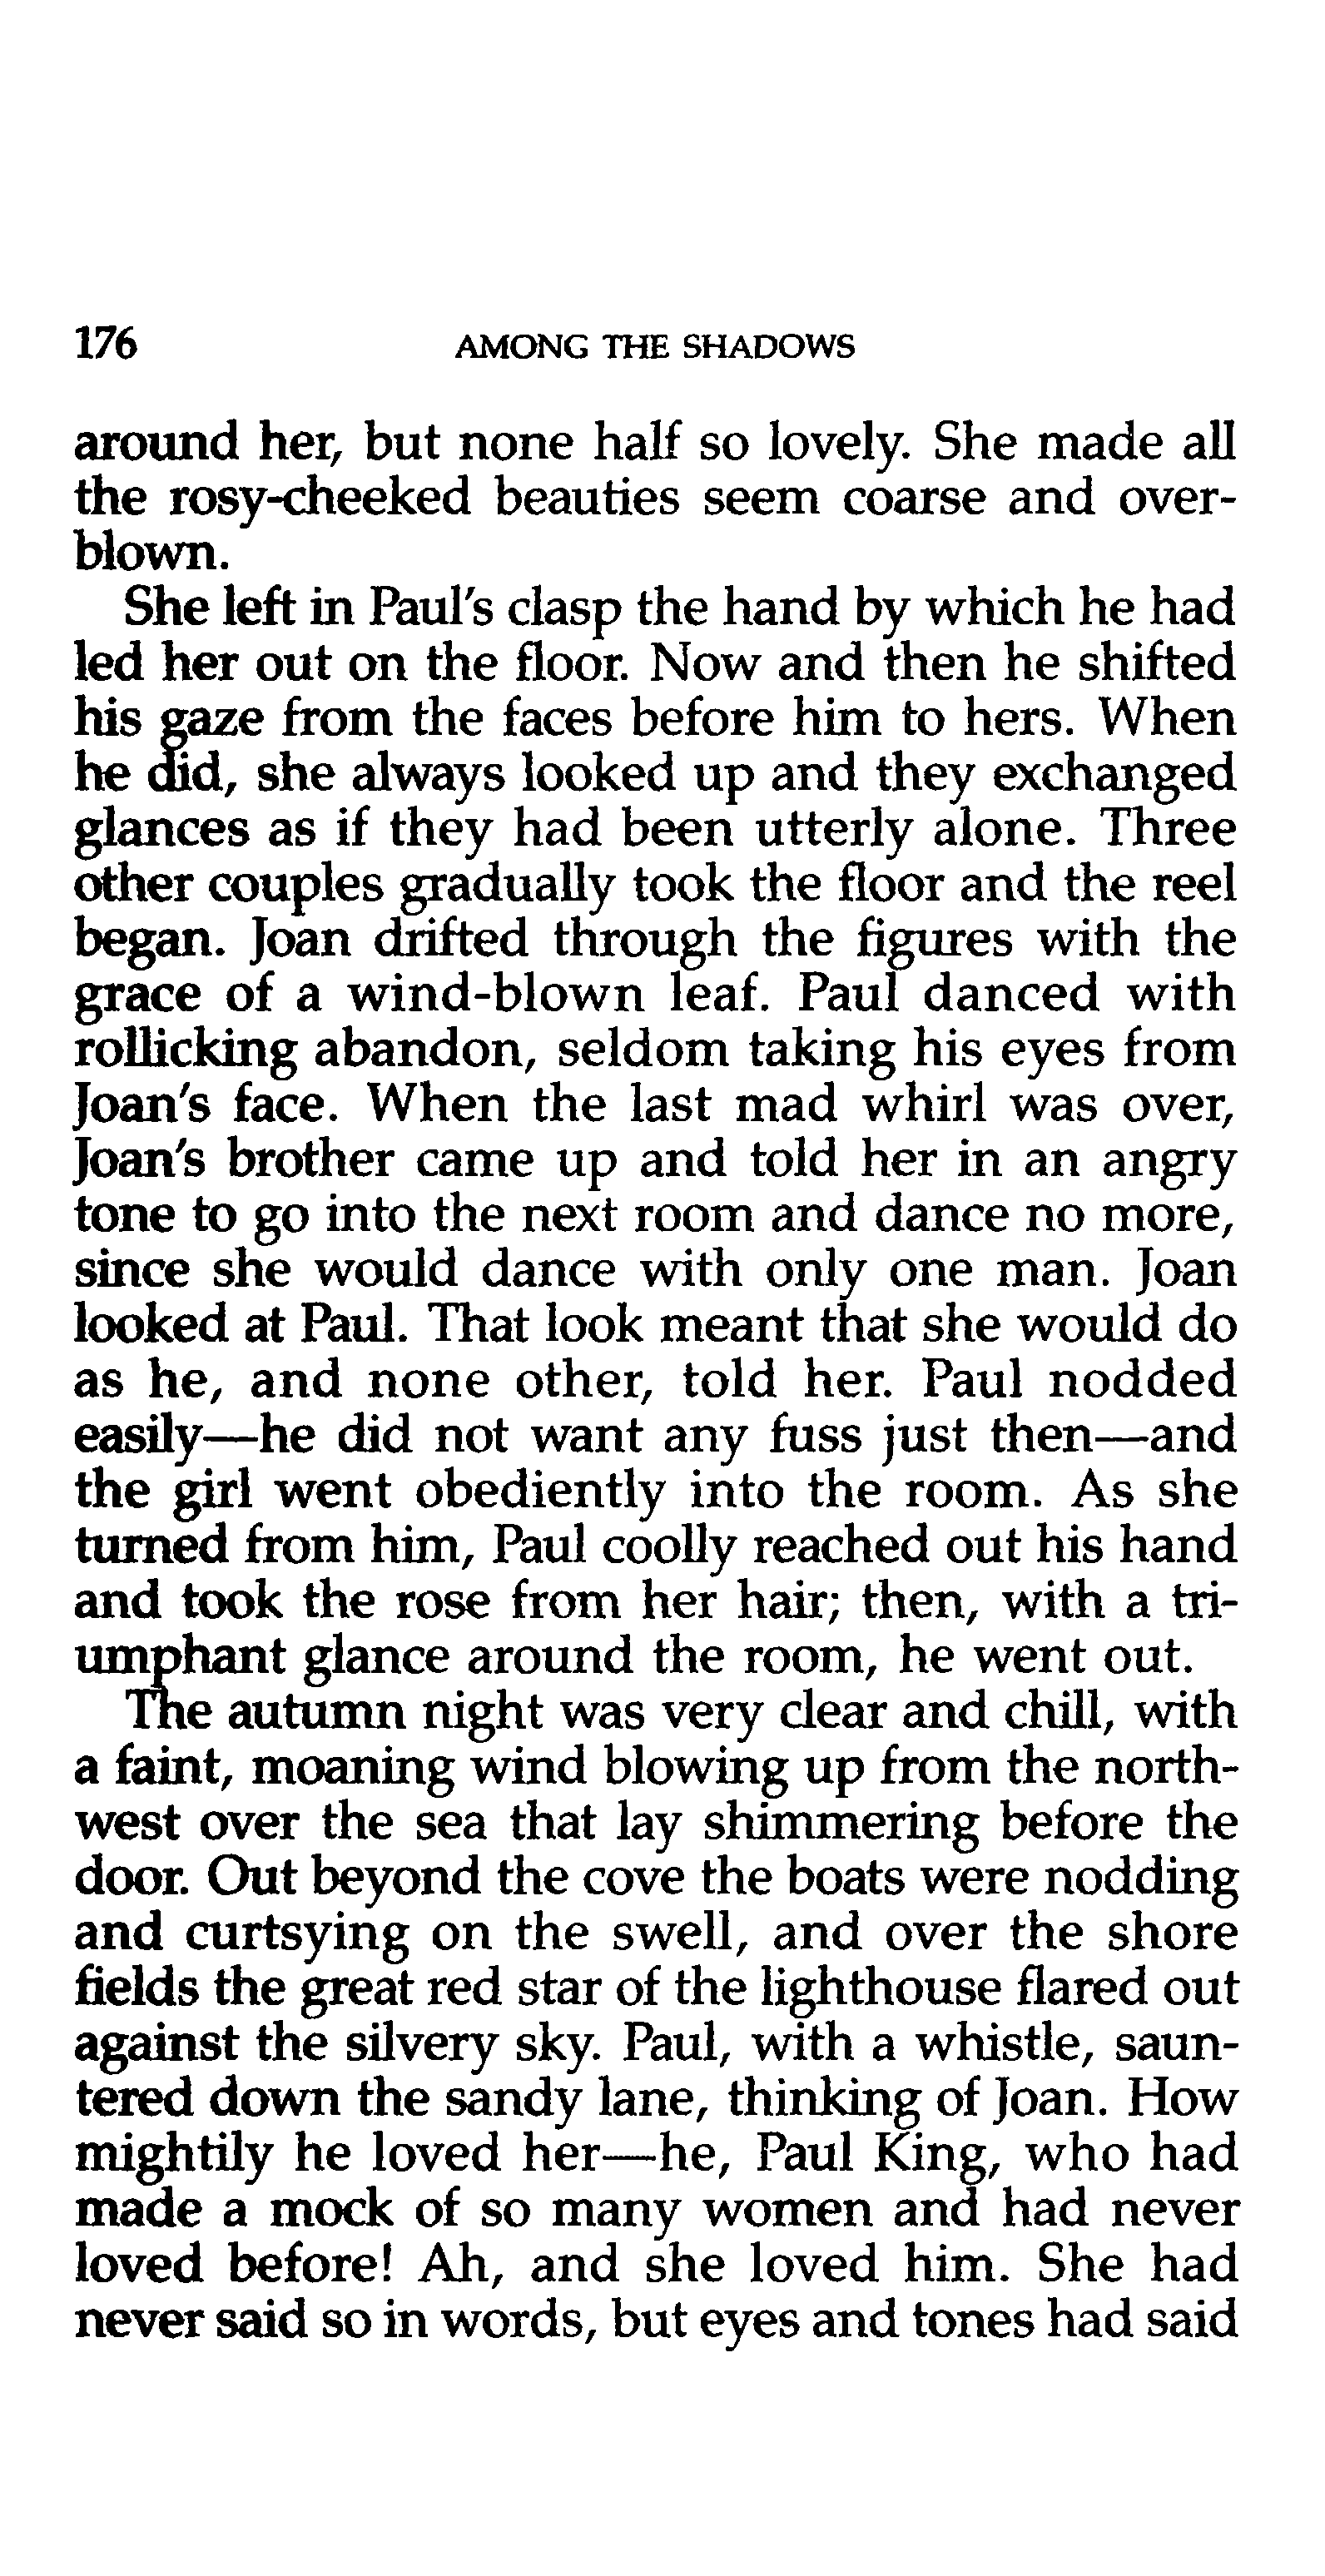 176 AMONG THE SHADOWS
around her, but none half so lovely. She made all
the rosy-cheeked beauties seem coarse and over-
blown.
She left in Paul's clasp the hand by which he had
led her out on the floor. Now and then he shifted
his gaze from the faces before him to hers. When
he did, she always looked up and they exchanged
glances as if they had been utterly alone. Three
other couples gradually took the floor and the reel
began. Joan drifted through the figures with the
grace of a wind-blown leaf. Paul danced with
rollicking abandon, seldom taking his eyes from
Joan's face. When the last mad whirl was over,
Joan's brother came up and told her in an angry
tone to go into the next room and dance no more,
since she would dance with only one man. Joan
looked at Paul. That look meant that she would do
as he, and none other, told her. Paul nodded
easily—he did not want any fuss just then—and
the girl went obediently into the room. As she
turned from him, Paul coolly reached out his hand
and took the rose from her hair; then, with a tri-
umphant glance around the room, he went out.
The autumn night was very clear and chill, with
a faint, moaning wind blowing up from the north-
west over the sea that lay shimmering before the
door. Out beyond the cove the boats were nodding
and curtsying on the swell, and over the shore
fields the great red star of the lighthouse flared out
against the silvery sky. Paul, with a whistle, saun-
tered down the sandy lane, thinking of Joan. How
mightily he loved her—he, Paul King, who had
made a mock of so many women and had never
loved before! Ah, and she loved him. She had
never said so in words, but eyes and tones had said